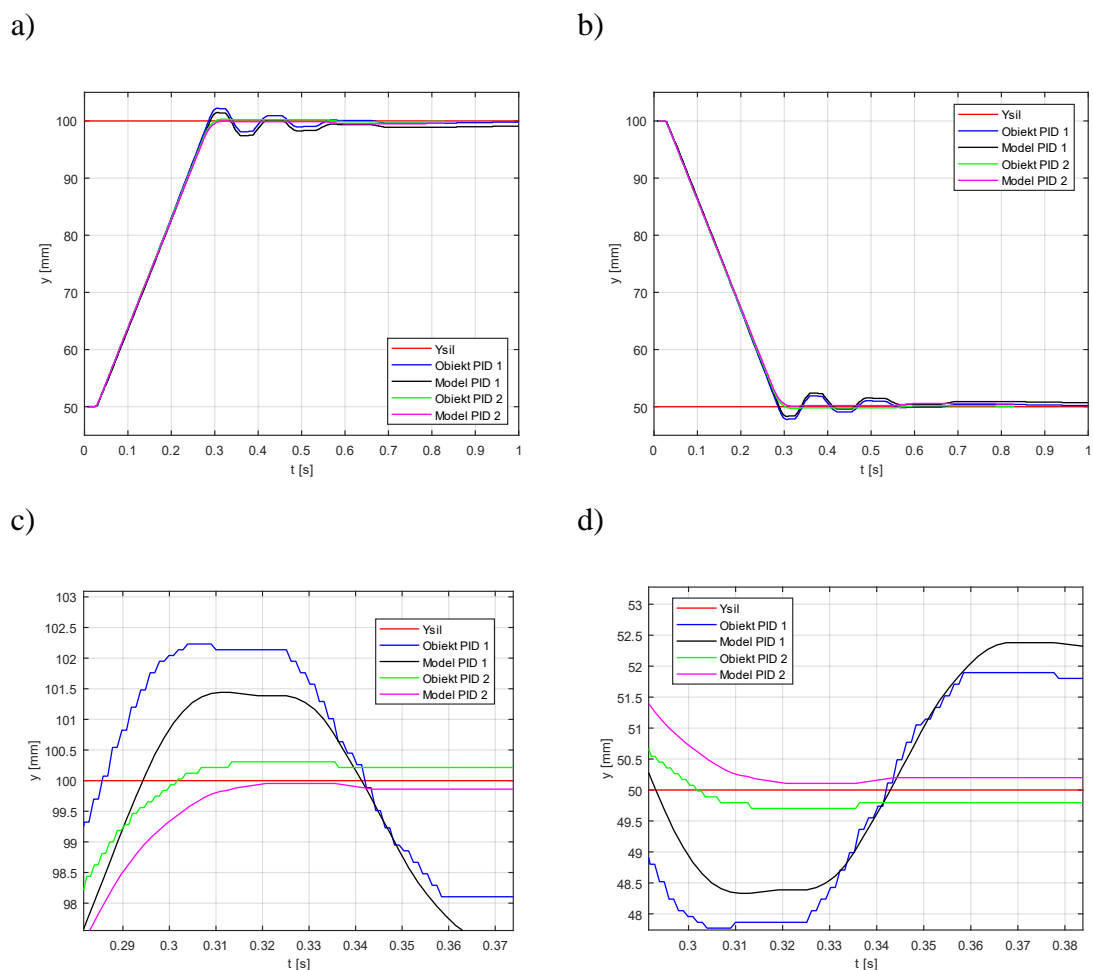 a)
b)
100
90
80
70
60
50
y [mm]
0
0.1
0.2
0.3
0.4
0.5
0.6
0.7
0.8
0.9
1
t [s]
Ysil
Obiekt PID 1
Model PID 1
Obiekt PID 2
Model PID 2
100
90
80
70
60
50
y [mm]
0
0.1
0.2
0.3
0.4
0.5
0.6
0.7
0.8
0.9
1
t [s]
Ysil
Obiekt PID 1
Model PID 1
Obiekt PID 2
Model PID 2
c)
d)
103
102.5
102
101.5
101
100.5
100
99.5
99
98.5
98
y [mm]
0.29
0.3
0.31
0.32
0.33
0.34
0.35
0.36
0.37
t [s]
Ysil
Obiekt PID 1
Model PID 1
Obiekt PID 2
Model PID 2
53
52.5
52
51.5
51
50.5
50
49.5
49
48.5
48
y [mm]
0.3
0.31
0.32
0.33
0.34
0.35
0.36
0.37
0.38
t [s]
Ysil
Obiekt PID 1
Model PID 1
Obiekt PID 2
Model PID 2